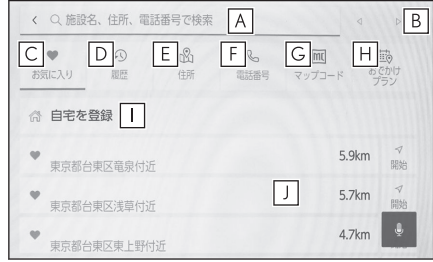 施設名、住所、電話番号で検索
A
B
C
D
E
F
G
H
お気に入り
履歴
住所
電話番号
マップコード
おでかけ
プラン
自宅を登録
I
5.9km
東京都台東区竜泉付近
開始
J
5.7km
東京都台東区浅草付近
開始
4.7km
東京都台東区東上野付近